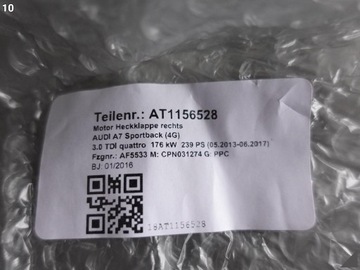 10
Teilenr.: AT1156528
Motor Heckklappe rechts
AUDI A7 Sportback (4G)
3.0 TDI quattro 176 kW 239 PS (05.2013-06.2017)
Fzgnr.: AF5533 M: CPN031274 G: PPC
BJ: 01/2016
18AT1156528